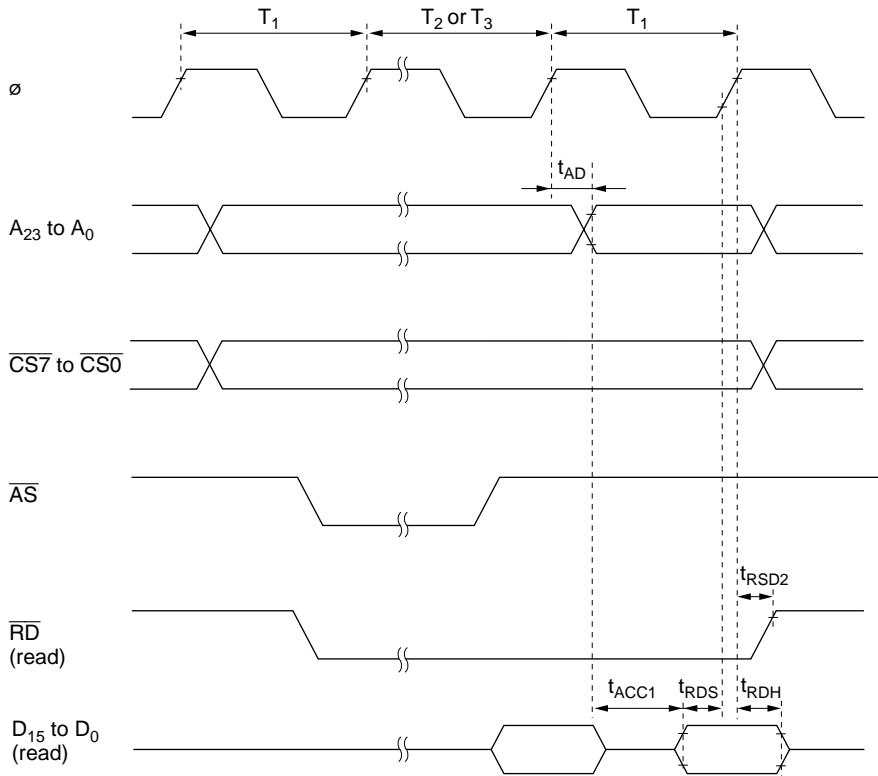 T1 T2 or T3 T1
ø
tAD
A23 to A0
CS7 to CS0
AS
tRSD2
RD
(read)
tACC1 tRDS tRDH
D15 to D0
(read)